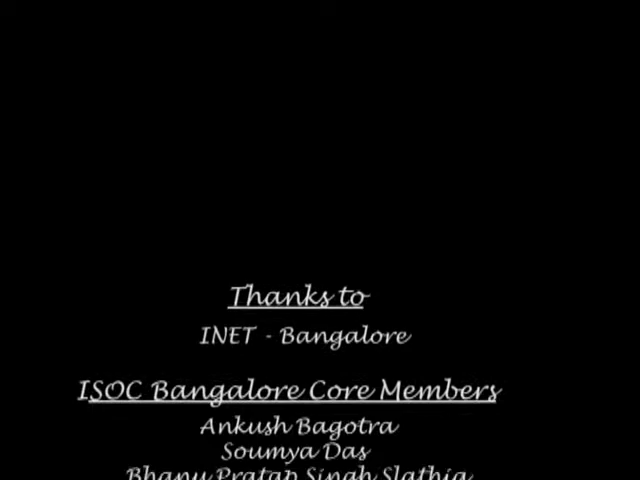 Thanks to
INET - Bangalore
ISOC Bangalore Core Members
Ankush Bagotra
Soumya Das
Bhanu Pratap Singh Slathia